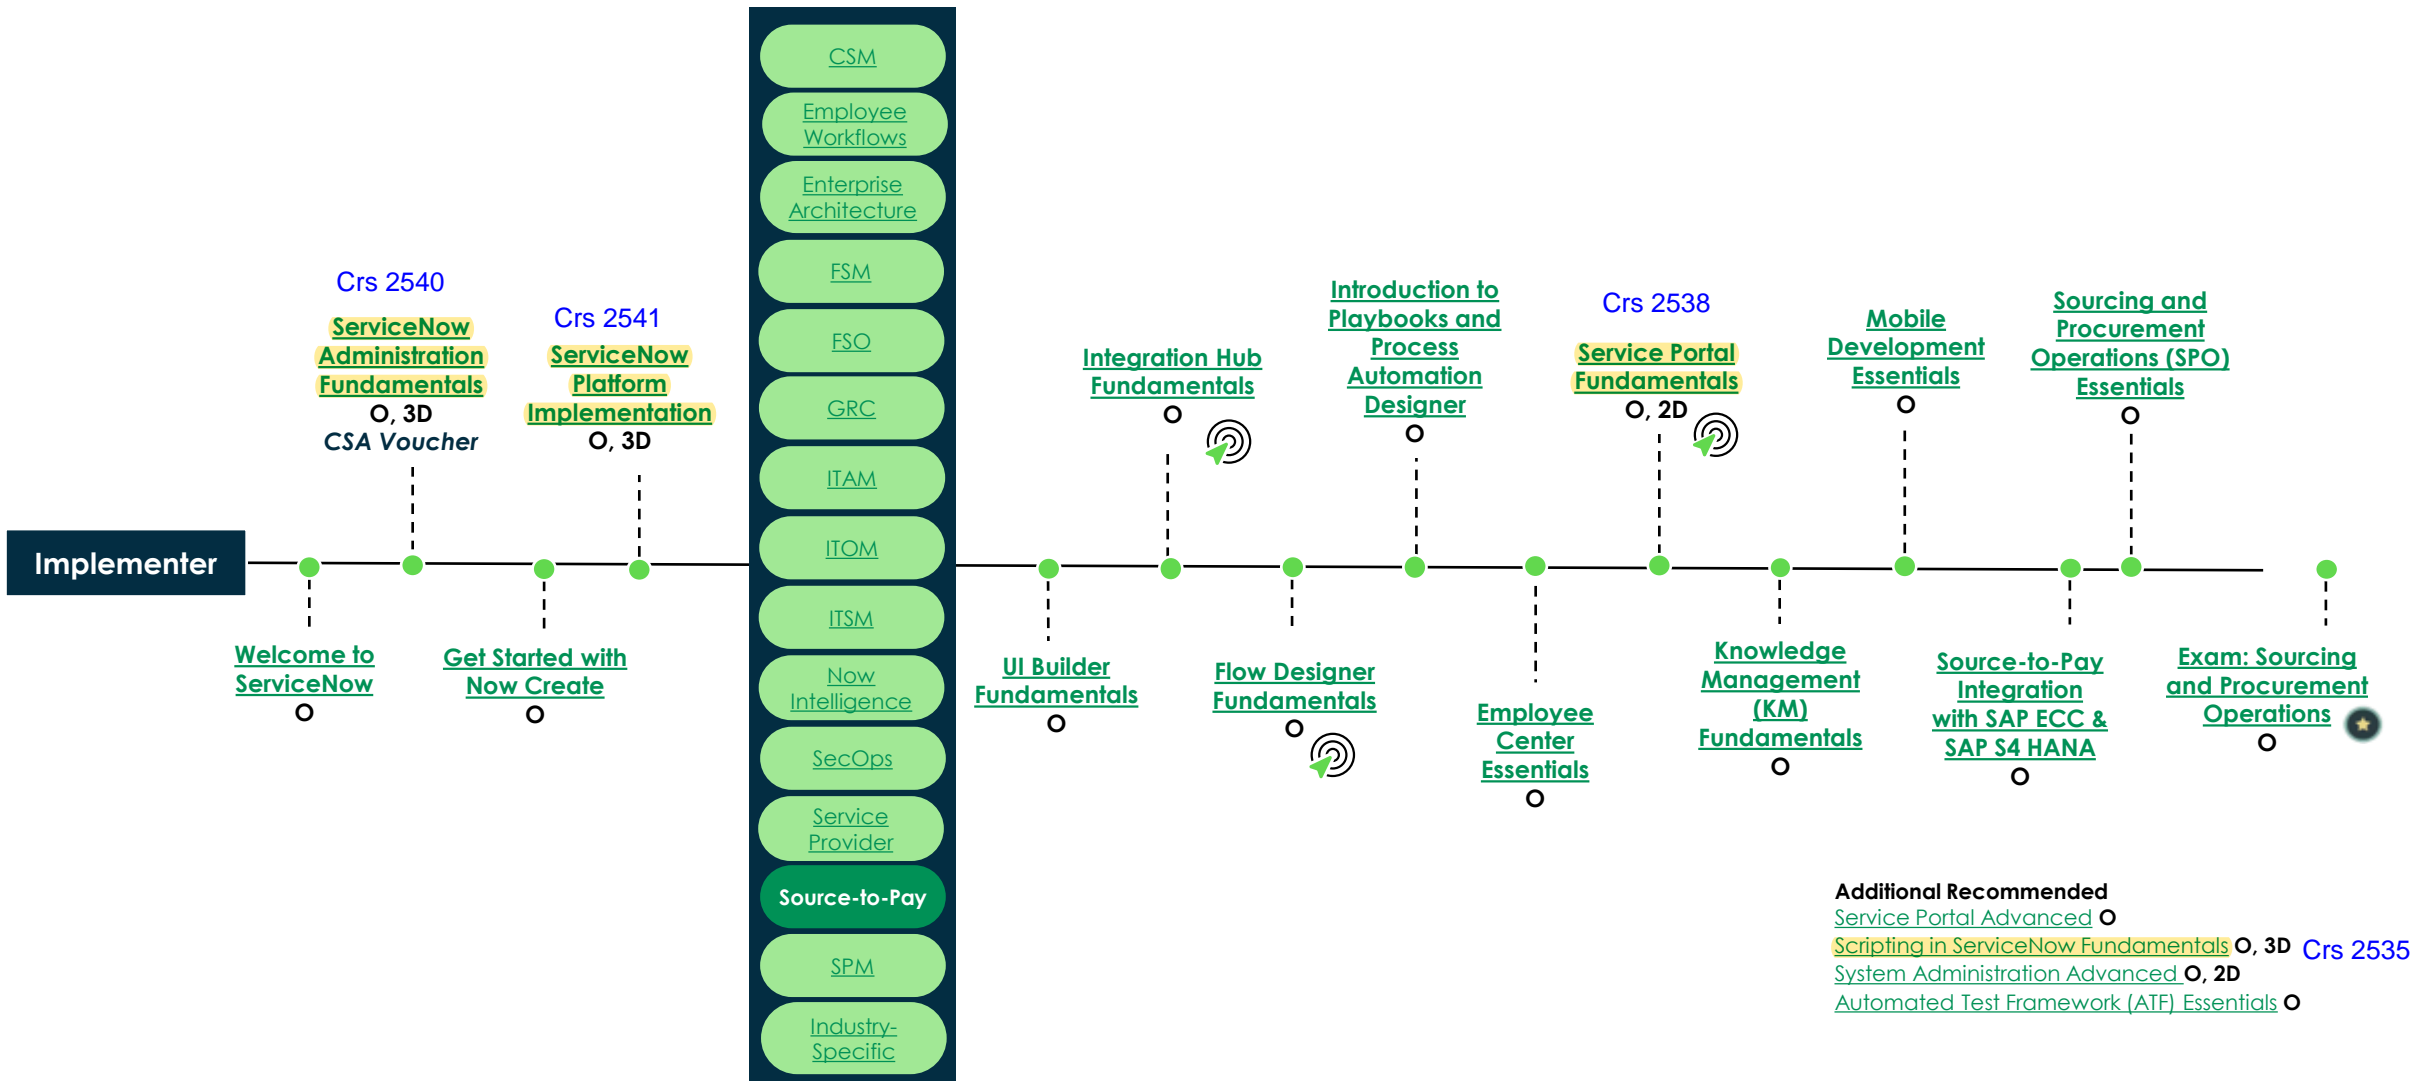 Implementer
Welcome to
ServiceNow
O
Crs 2540
ServiceNow
Administration
Fundamentals
O, 3D
CSA Voucher
Get Started with
Now Create
O
Crs 2541
ServiceNow
Platform
Implementation
O, 3D
CSM
Employee
Workflows
Enterprise
Architecture
FSM
FSO
GRC
ITAM
ITOM
ITSM
Now
Intelligence
SecOps
Service
Provider
Source-to-Pay
SPM
Industry-
Specific
UI Builder
Fundamentals
O
Integration Hub
Fundamentals
O
Flow Designer
Fundamentals
O
Introduction to
Playbooks and
Process
Automation
Designer
O
Employee
Center
Essentials
O
Crs 2538
Service Portal
Fundamentals
O, 2D
Knowledge
Management
(KM)
Fundamentals
O
Mobile
Development
Essentials
O
Source-to-Pay
Integration
with SAP ECC &
SAP S4 HANA
O
Sourcing and
Procurement
Operations (SPO)
Essentials
O
Exam: Sourcing
and Procurement
Operations
O
Additional Recommended
Service Portal Advanced O
Scripting in ServiceNow Fundamentals O, 3D Crs 2535
System Administration Advanced O, 2D
Automated Test Framework (ATF) Essentials O